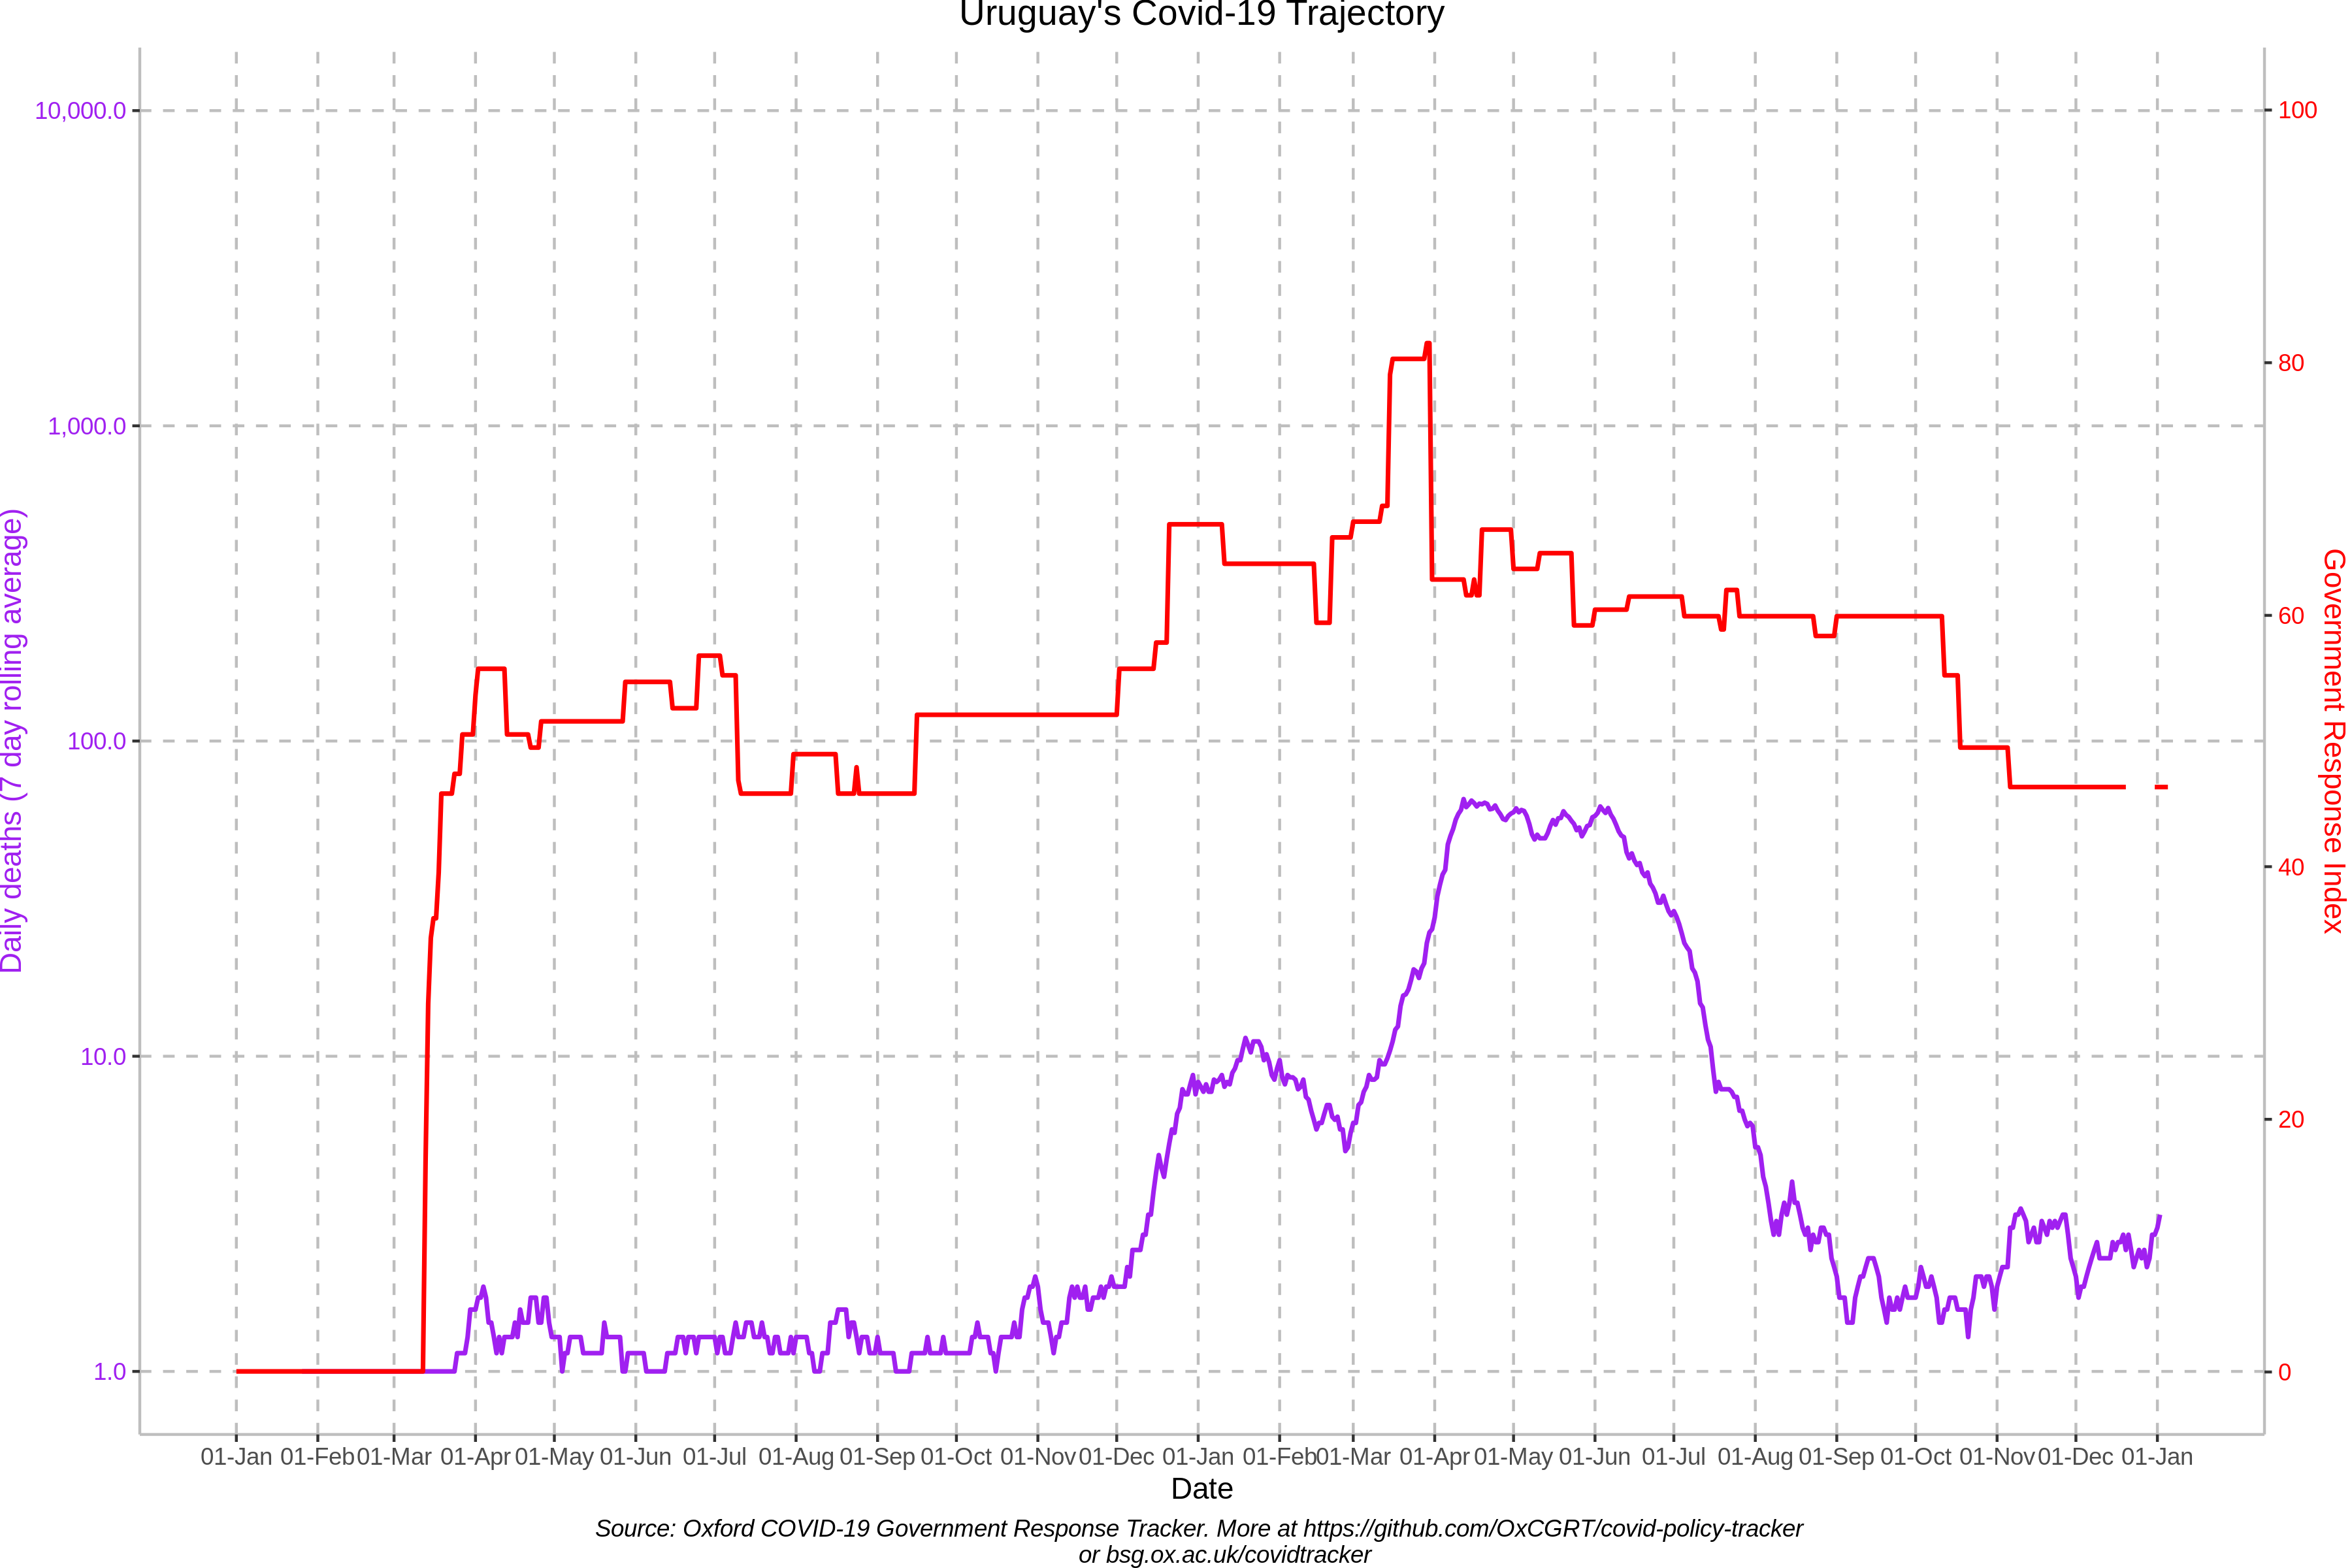 Uruguay's Covid-19 Trajectory
10,000.0
1,000.0
100.0
10.0
1.0
Daily deaths (7 day rolling average)
100
80
60
40
20
0
Government Response Index
01-Jan 01-Feb 01-Mar 01-Apr 01-May 01-Jun 01-Jul 01-Aug 01-Sep 01-Oct 01-Nov 01-Dec 01-Jan 01-Feb 01-Mar 01-Apr 01-May 01-Jun 01-Jul 01-Aug 01-Sep 01-Oct 01-Nov 01-Dec 01-Jan
Date
Source: Oxford COVID-19 Government Response Tracker. More at https://github.com/OxCGRT/covid-policy-tracker
or bsg.ox.ac.uk/covidtracker